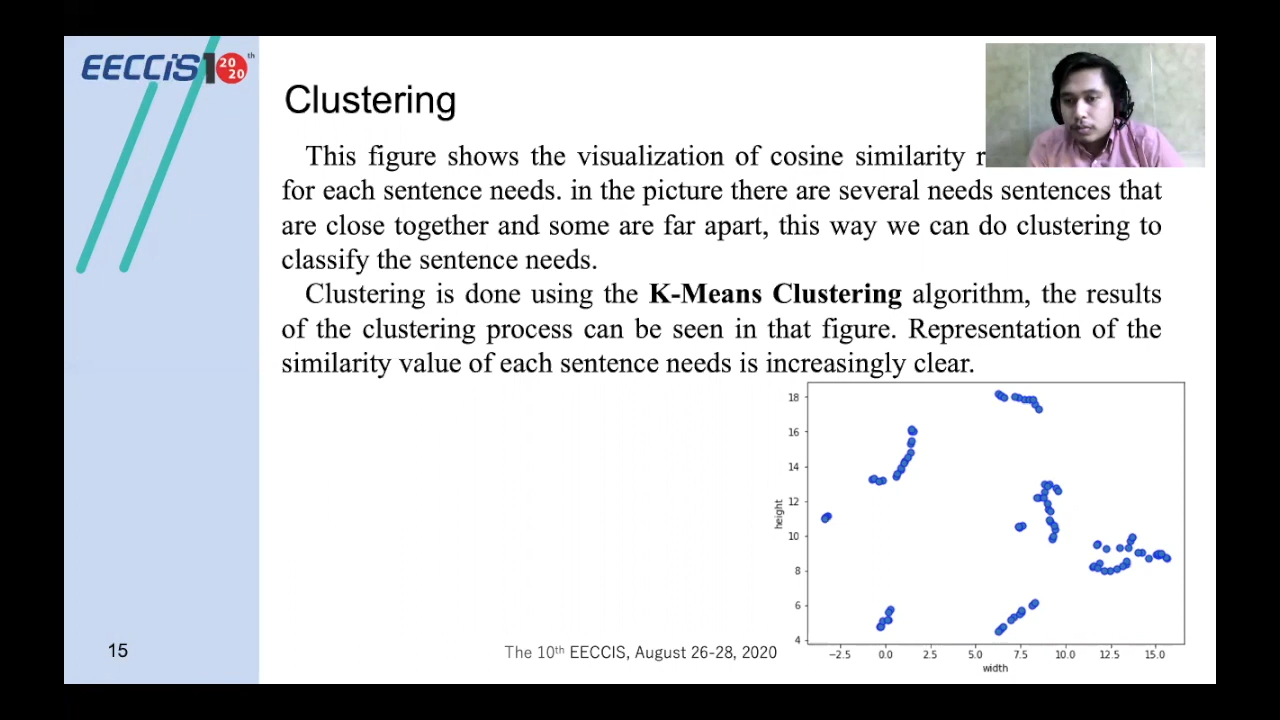 EECCIS10th
2020
Clustering
This figure shows the visualization of cosine similarity
for each sentence needs. in the picture there are several needs sentences that
are close together and some are far apart, this way we can do clustering to
classify the sentence needs.
Clustering is done using the K-Means Clustering algorithm, the results
of the clustering process can be seen in that figure. Representation of the
similarity value of each sentence needs is increasingly clear.
18
16
14
12
10
8
6
4
height
−2.5 0.0 2.5 5.0 7.5 10.0 12.5 15.0
width
15
The 10th EECCIS, August 26-28, 2020